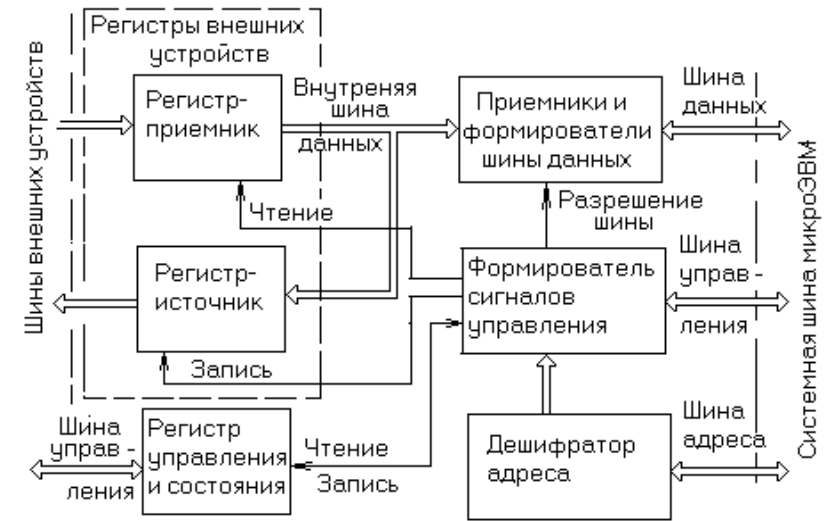 Регистры внешних
устройств
Шины внешних устройств
Регистр-
приемник
Внутреняя
шина
данных
Приемники и
формирователи
шины данных
Шина
данных
Системная шина микроЭВМ
Чтение
Разрешение
шины
Регистр-
источник
Формирователь
сигналов
управления
Шина
управ -
ления
Запись
Шина
управ -
ления
Регистр
управления
и состояния
Чтение
Запись
Дешифратор
адреса
Шина
адреса